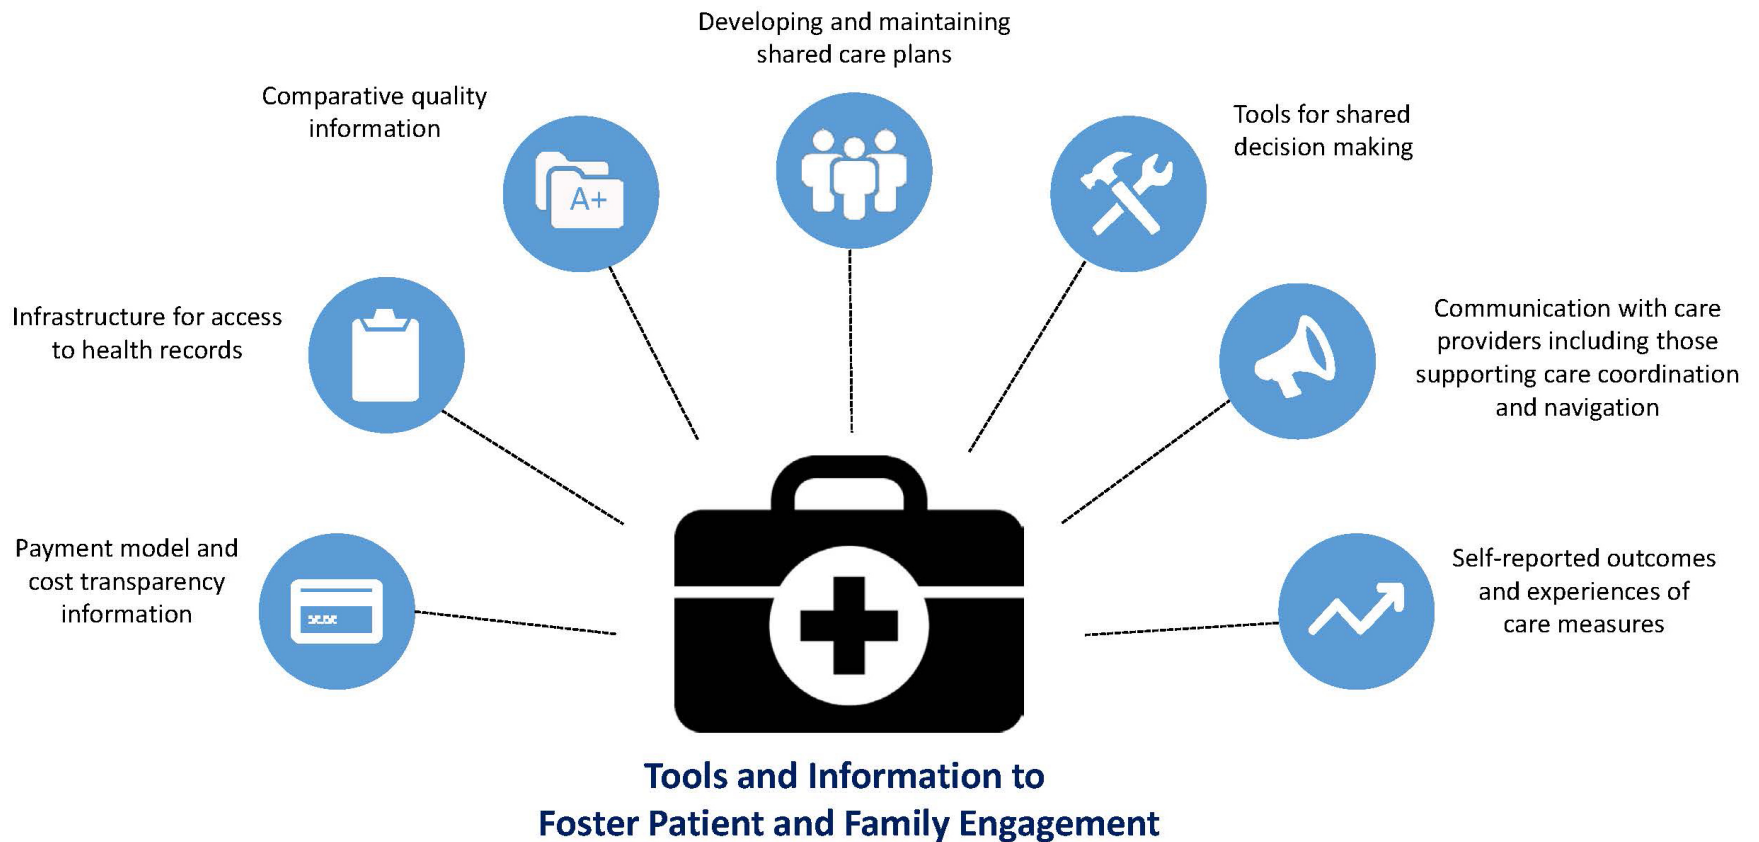 Developing and maintaining
shared care plans
Comparative quality
information
A+
Tools for shared
decision making
Infrastructure for access
to health records
Communication with care
providers including those
supporting care coordination
and navigation
Payment model and
cost transparency
information
Self-reported outcomes
and experiences of
care measures
Tools and Information to
Foster Patient and Family Engagement